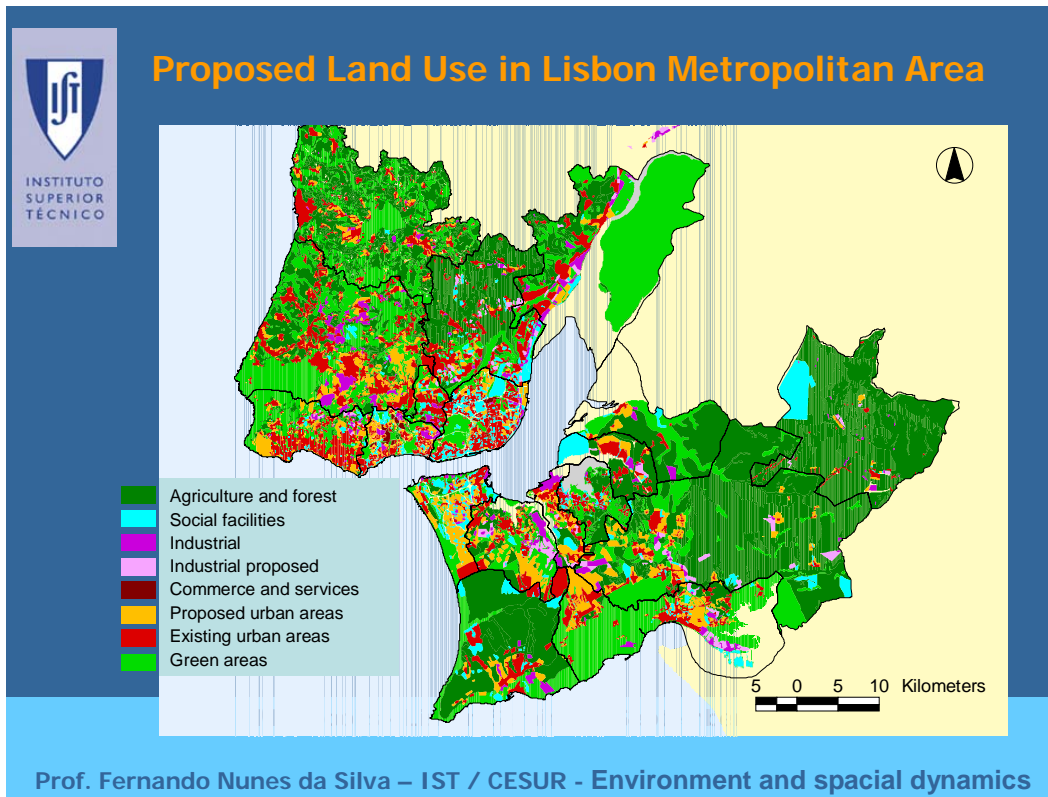 Proposed Land Use in Lisbon Metropolitan Area
IST
INSTITUTO
SUPERIOR
TÉCNICO
Agriculture and forest
Social facilities
Industrial
Industrial proposed
Commerce and services
Proposed urban areas
Existing urban areas
Green areas
5 0 5 10 Kilometers
Prof. Fernando Nunes da Silva – IST / CESUR - Environment and spacial dynamics